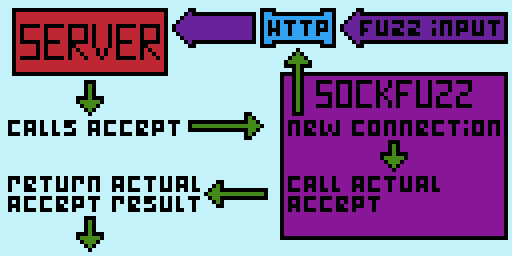 SERVER
HTTP
FUZZ INPUT
SOCKFUZZ
CALLS ACCEPT
NEW CONNECTION
RETURN ACTUAL
ACCEPT RESULT
CALL ACTUAL
ACCEPT